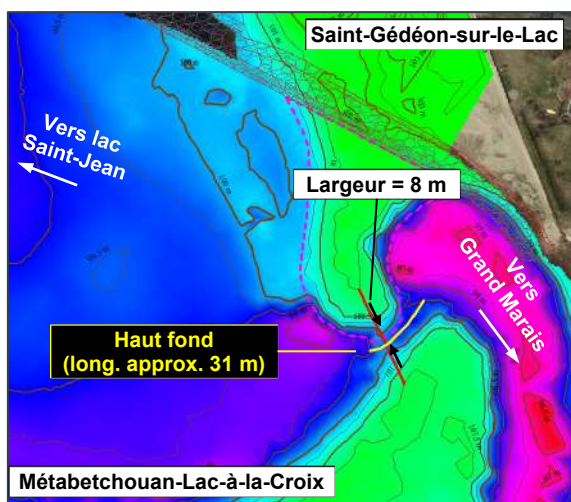 Saint-Gédéon-sur-le-Lac
Vers lac
Saint-Jean
Largeur = 8 m
Vers
Grand Marais
Haut fond
(long. approx. 31 m)
Métabetchouan-Lac-à-la-Croix
100 m